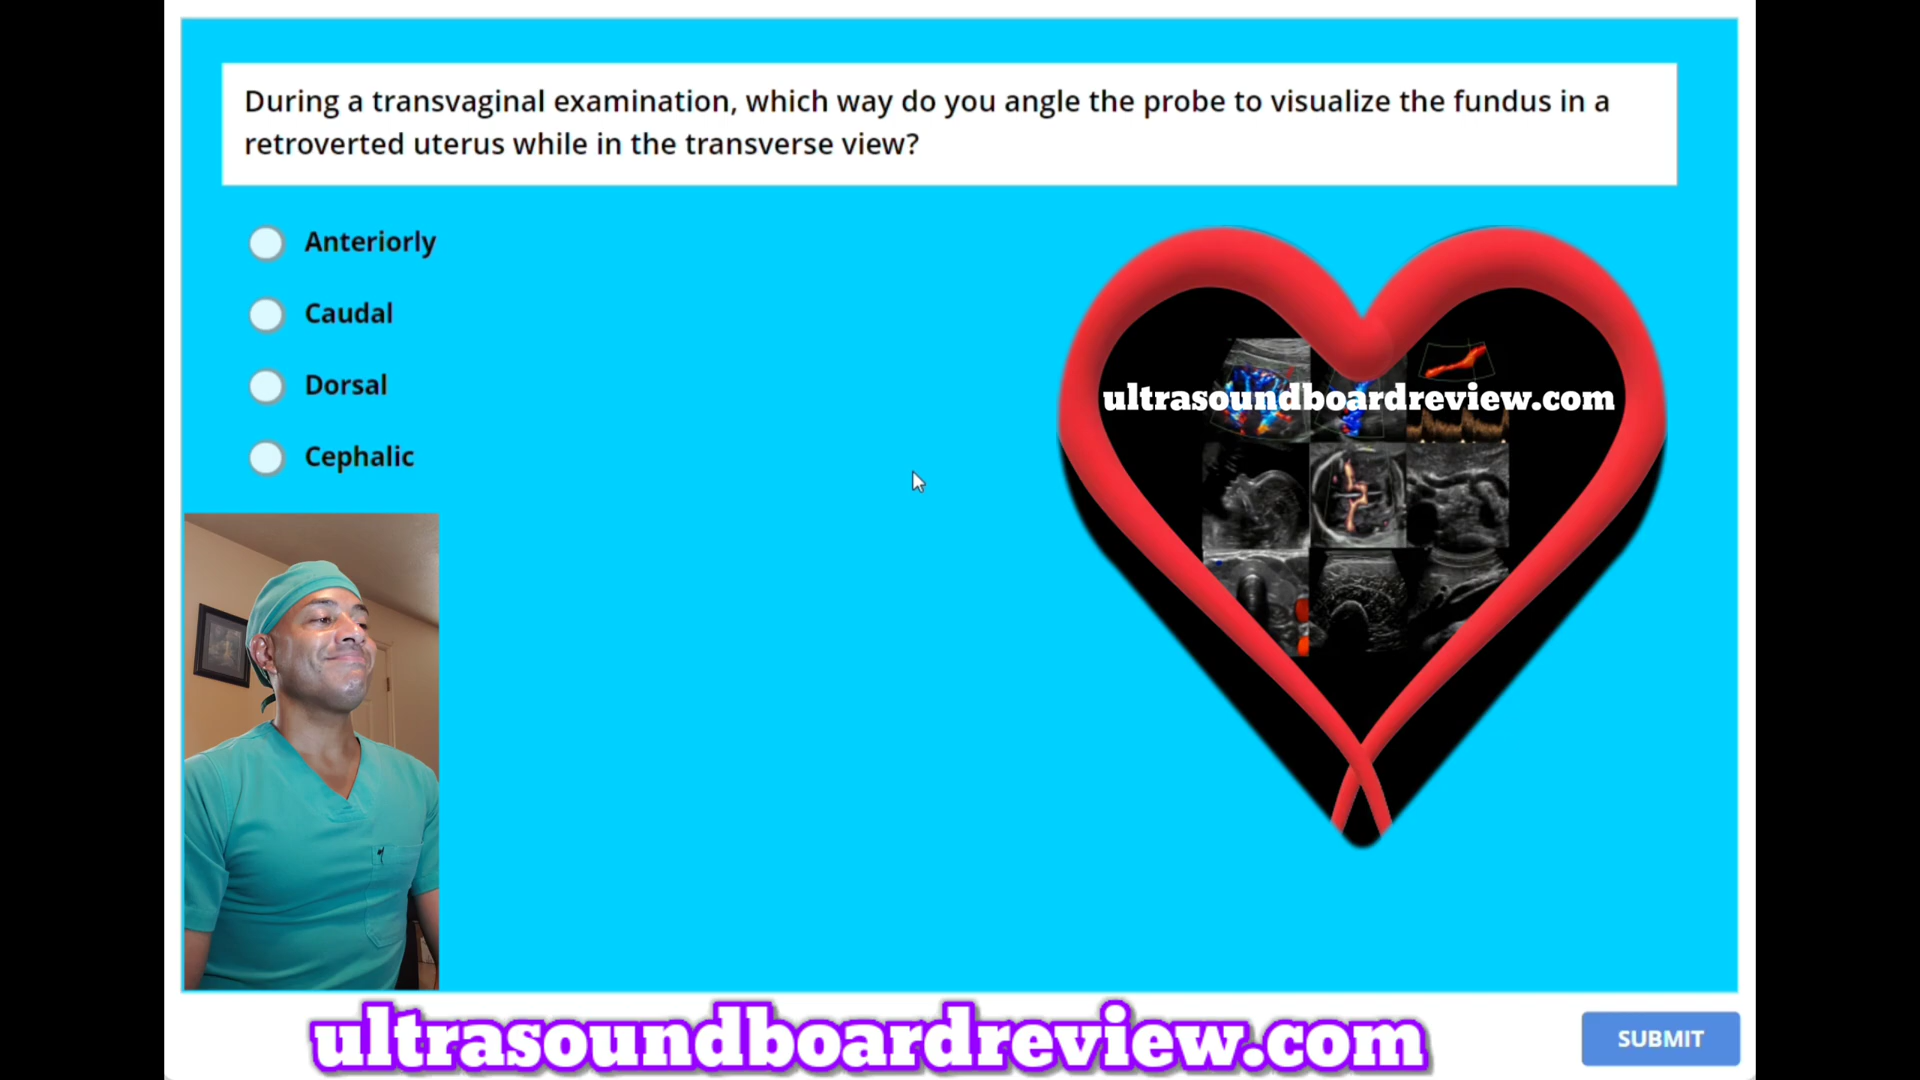 During a transvaginal examination, which way do you angle the probe to visualize the fundus in a
retroverted uterus while in the transverse view?
Anteriorly
Caudal
Dorsal
Cephalic
ultrasoundboardreview.com
ultrasoundboardreview.com
SUBMIT